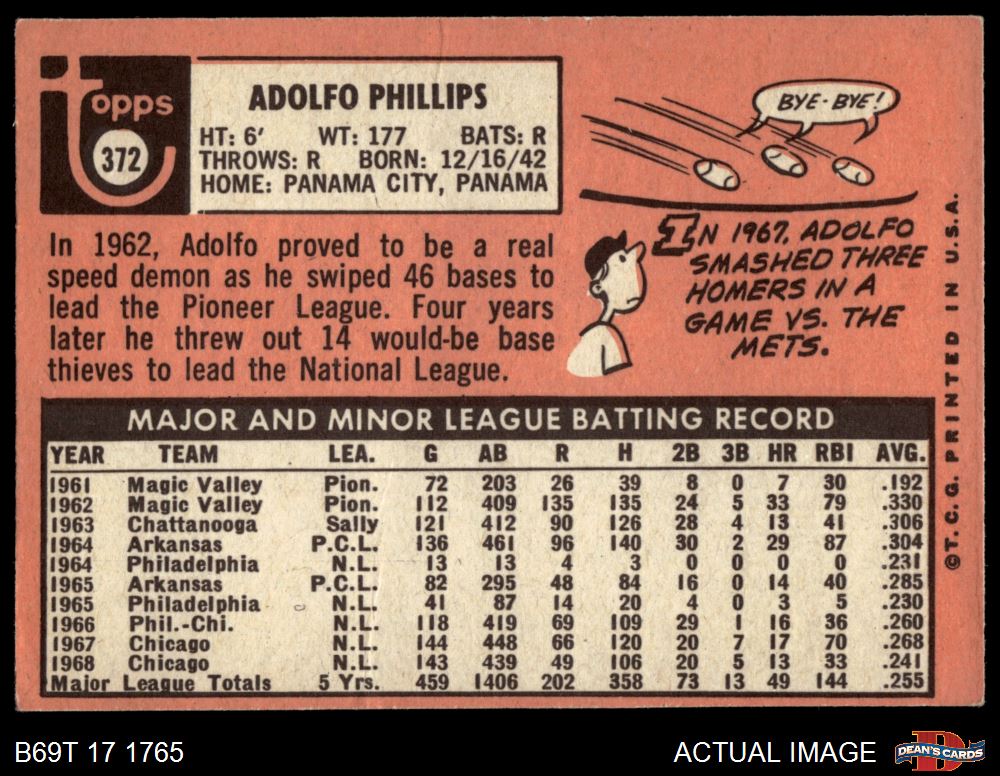 topps
372
ADOLFO PHILLIPS
HT: 6' WT: 177 BATS: R
THROWS: R BORN: 12/16/42
HOME: PANAMA CITY, PANAMA
BYE-BYE!
In 1962, Adolfo proved to be a real
speed demon as he swiped 46 bases to
lead the Pioneer League. Four years
later he threw out 14 would-be base
thieves to lead the National League.
IN 1967, ADOLFO
SMASHED THREE
HOMERS IN A
GAME VS. THE
METS.
MAJOR AND MINOR LEAGUE BATTING RECORD
YEAR TEAM LEA. G AB R H 2B 3B HR RBI AVG.
1961 Magic Valley Pion. 72 203 26 39 8 0 7 30 .192
1962 Magic Valley Pion. 112 409 135 135 24 5 33 79 .330
1963 Chattanooga Sally 121 412 90 126 28 4 13 41 .306
1964 Arkansas P.C.L. 136 461 96 140 30 2 29 87 .304
1964 Philadelphia N.L. 13 13 4 3 0 0 0 0 .231
1965 Arkansas P.C.L. 82 295 48 84 16 0 14 40 .285
1965 Philadelphia N.L. 41 87 14 20 4 0 3 5 .230
1966 Phil.-Chi. N.L. 118 419 69 109 29 1 16 36 .260
1967 Chicago N.L. 144 448 66 120 20 7 17 70 .268
1968 Chicago N.L. 143 439 49 106 20 5 13 33 .241
Major League Totals 5 Yrs. 459 1406 202 358 73 13 49 144 .255
©T. C. G. PRINTED IN U.S.A.
B69T 17 1765
ACTUAL IMAGE
DEAN'S CARDS